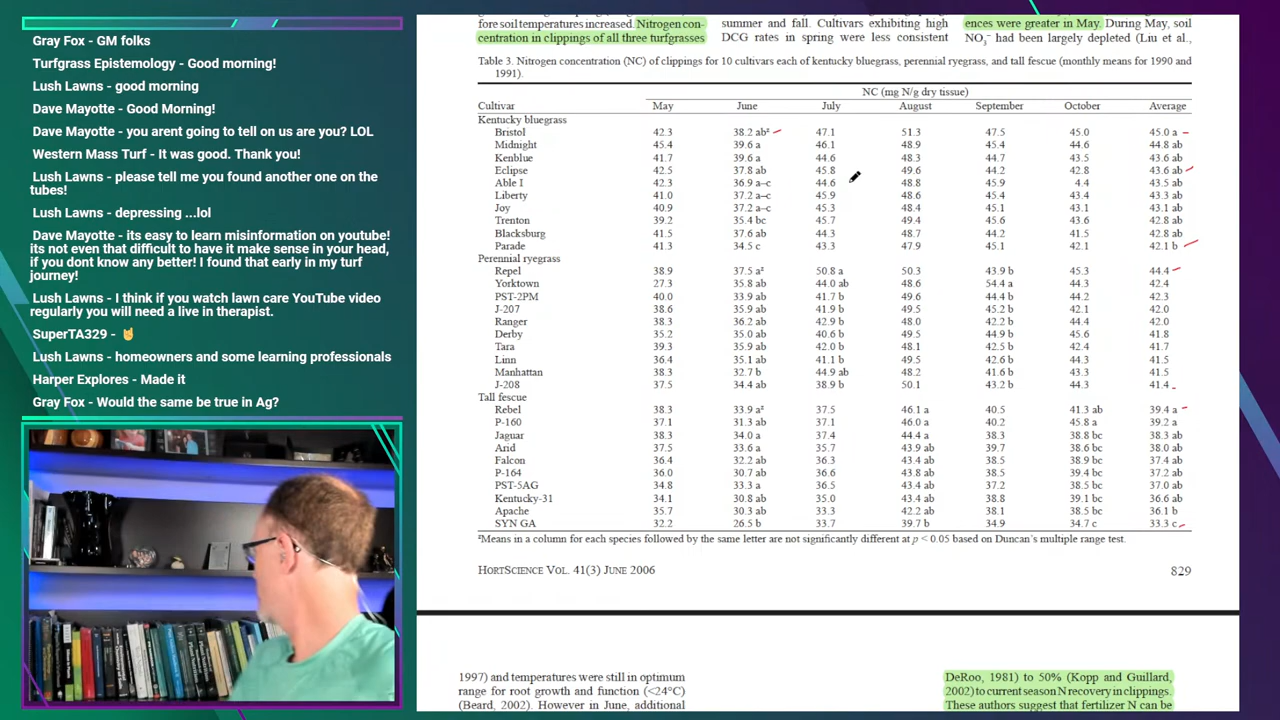 Gray Fox - GM folks
Turfgrass Epistemology - Good morning!
Lush Lawns - good morning
Dave Mayotte - Good Morning!
Dave Mayotte - you arent going to tell on us are you? LOL
Western Mass Turf - It was good. Thank you!
Lush Lawns - please tell me you found another one on the
tubes!
Lush Lawns - depressing ...lol
Dave Mayotte - its easy to learn misinformation on youtube!
its not even that difficult to have it make sense in your head,
if you dont know any better! I found that early in my turf
journey!
Lush Lawns - I think if you watch lawn care YouTube video
regularly you will need a live in therapist.
SuperTA329 - 🤘
Lush Lawns - homeowners and some learning professionals
Harper Explores - Made it
Gray Fox - Would the same be true in Ag?
fore soil temperatures increased. Nitrogen con-
centration in clippings of all three turfgrasses
summer and fall. Cultivars exhibiting high
DCG rates in spring were less consistent
ences were greater in May. During May, soil
NO3⁻ had been largely depleted (Liu et al.,
Table 3. Nitrogen concentration (NC) of clippings for 10 cultivars each of kentucky bluegrass, perennial ryegrass, and tall fescue (monthly means for 1990 and
1991).
NC (mg N/g dry tissue)
Cultivar May June July August September October Average
Kentucky bluegrass
Bristol 42.3 38.2 abᶻ 47.1 51.3 47.5 45.0 45.0 a
Midnight 45.4 39.6 a 46.1 48.9 45.4 44.6 44.8 ab
Kenblue 41.7 39.6 a 44.6 48.3 44.7 43.5 43.6 ab
Eclipse 42.5 37.8 ab 45.8 49.6 44.2 42.8 43.6 ab
Able I 42.3 36.9 a–c 44.6 48.8 45.9 4.4 43.5 ab
Liberty 41.0 37.2 a–c 45.9 48.6 45.4 43.4 43.1 ab
Joy 40.9 37.2 a–c 45.3 48.4 45.1 43.1 43.1 ab
Trenton 39.2 35.4 bc 45.7 49.4 45.6 43.6 42.8 ab
Blacksburg 41.5 37.6 ab 44.3 48.7 44.2 41.5 42.8 ab
Parade 41.3 34.5 c 43.3 47.9 45.1 42.1 42.1 b
Perennial ryegrass
Repel 38.9 37.5 aᶻ 50.8 a 50.3 43.9 b 45.3 44.4
Yorktown 27.3 35.8 ab 44.0 ab 48.6 54.4 a 44.2 42.4
PST-2PM 40.0 33.9 ab 41.7 b 49.6 44.4 b 44.2 42.3
J-207 38.6 35.9 ab 41.9 b 49.5 45.2 b 42.1 42.0
Ranger 38.3 36.2 ab 42.9 b 48.0 42.2 b 44.4 42.0
Derby 35.2 35.0 ab 40.6 b 49.5 44.9 b 45.6 41.8
Tara 39.3 35.9 ab 42.0 b 48.1 42.5 b 42.4 41.7
Linn 36.4 35.1 ab 41.1 b 49.5 42.6 b 44.3 41.5
Manhattan 38.3 32.7 b 44.9 ab 48.2 41.6 b 43.3 41.5
J-208 37.5 34.4 ab 38.9 b 50.1 43.2 b 44.3 41.4
Tall fescue
Rebel 38.3 33.9 aᶻ 37.5 46.1 a 40.5 41.3 ab 39.4 a
P-160 37.1 31.3 ab 37.1 46.0 a 40.2 45.8 a 39.2 a
Jaguar 38.3 34.0 a 37.4 44.4 a 38.3 38.8 bc 38.3 ab
Arid 37.5 33.6 a 35.7 43.9 ab 39.7 38.6 bc 38.0 ab
Falcon 36.4 32.2 ab 36.3 43.4 ab 38.5 38.9 bc 37.4 ab
P-164 36.0 30.7 ab 36.6 43.8 ab 38.5 39.4 bc 37.2 ab
PST-5AG 34.8 33.3 a 36.5 43.4 ab 37.2 38.5 bc 37.0 ab
Kentucky-31 34.1 30.8 ab 35.0 43.4 ab 38.8 39.1 bc 36.6 ab
Apache 35.7 30.3 ab 33.3 42.2 ab 38.1 38.5 bc 36.1 b
SYN GA 32.2 26.5 b 33.7 39.7 b 34.9 34.7 c 33.3 c
ᶻMeans in a column for each species followed by the same letter are not significantly different at p < 0.05 based on Duncan's multiple range test.
HORTSCIENCE VOL. 41(3) JUNE 2006
829
1997) and temperatures were still in optimum
range for root growth and function (<24°C)
(Beard, 2002). However in June, additional
DeRoo, 1981) to 50% (Kopp and Guillard,
2002) to current season N recovery in clippings.
These authors suggest that fertilizer N can be